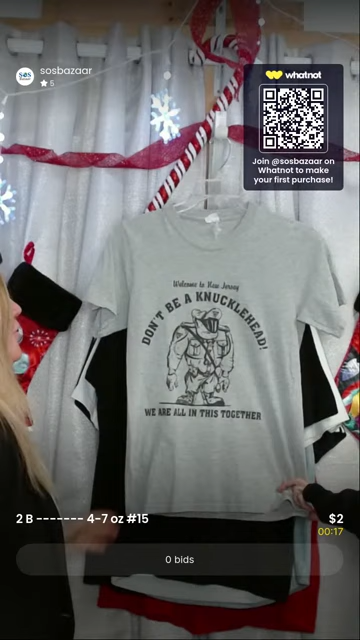 sosbazaar
★ 5
whatnot
Join @sosbazaar on
Whatnot to make
your first purchase!
Welcome to New Jersey
DON'T BE A KNUCKLEHEAD!
WE ARE ALL IN THIS TOGETHER
2 B ------- 4-7 oz #15
$2
00:17
0 bids